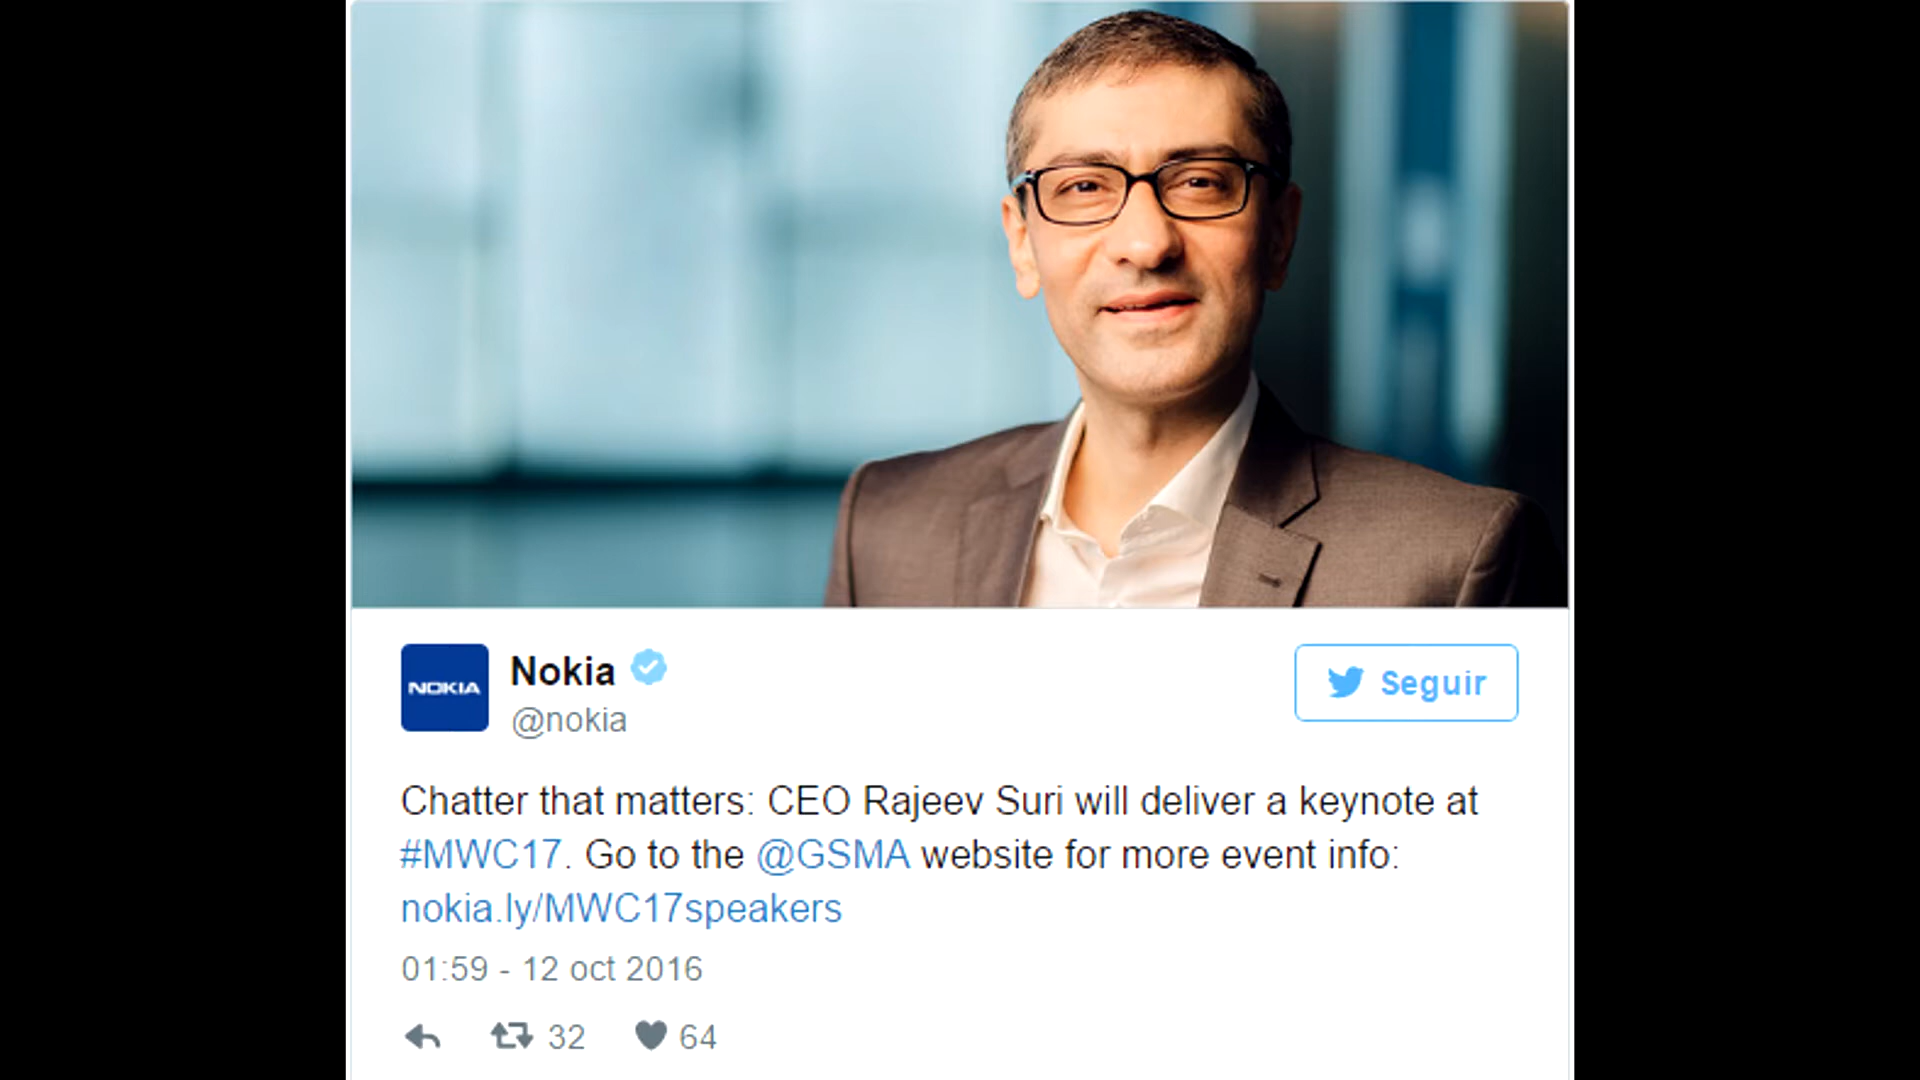 NOKIA
Nokia
@nokia
Seguir
Chatter that matters: CEO Rajeev Suri will deliver a keynote at
#MWC17. Go to the @GSMA website for more event info:
nokia.ly/MWC17speakers
01:59 - 12 oct 2016
32 64